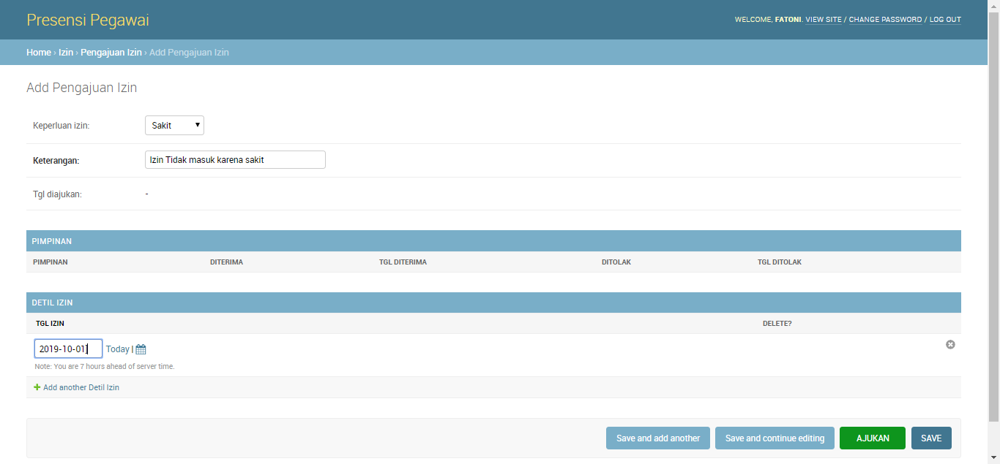 Presensi Pegawai
WELCOME, FATONI. VIEW SITE / CHANGE PASSWORD / LOG OUT
Home › Izin › Pengajuan Izin › Add Pengajuan Izin
Add Pengajuan Izin
Keperluan izin: Sakit
Keterangan: Izin Tidak masuk karena sakit
Tgl diajukan: -
PIMPINAN
PIMPINAN DITERIMA TGL DITERIMA DITOLAK TGL DITOLAK
DETIL IZIN
TGL IZIN DELETE?
2019-10-01 Today |
Note: You are 7 hours ahead of server time.
Add another Detil Izin
Save and add another Save and continue editing AJUKAN SAVE